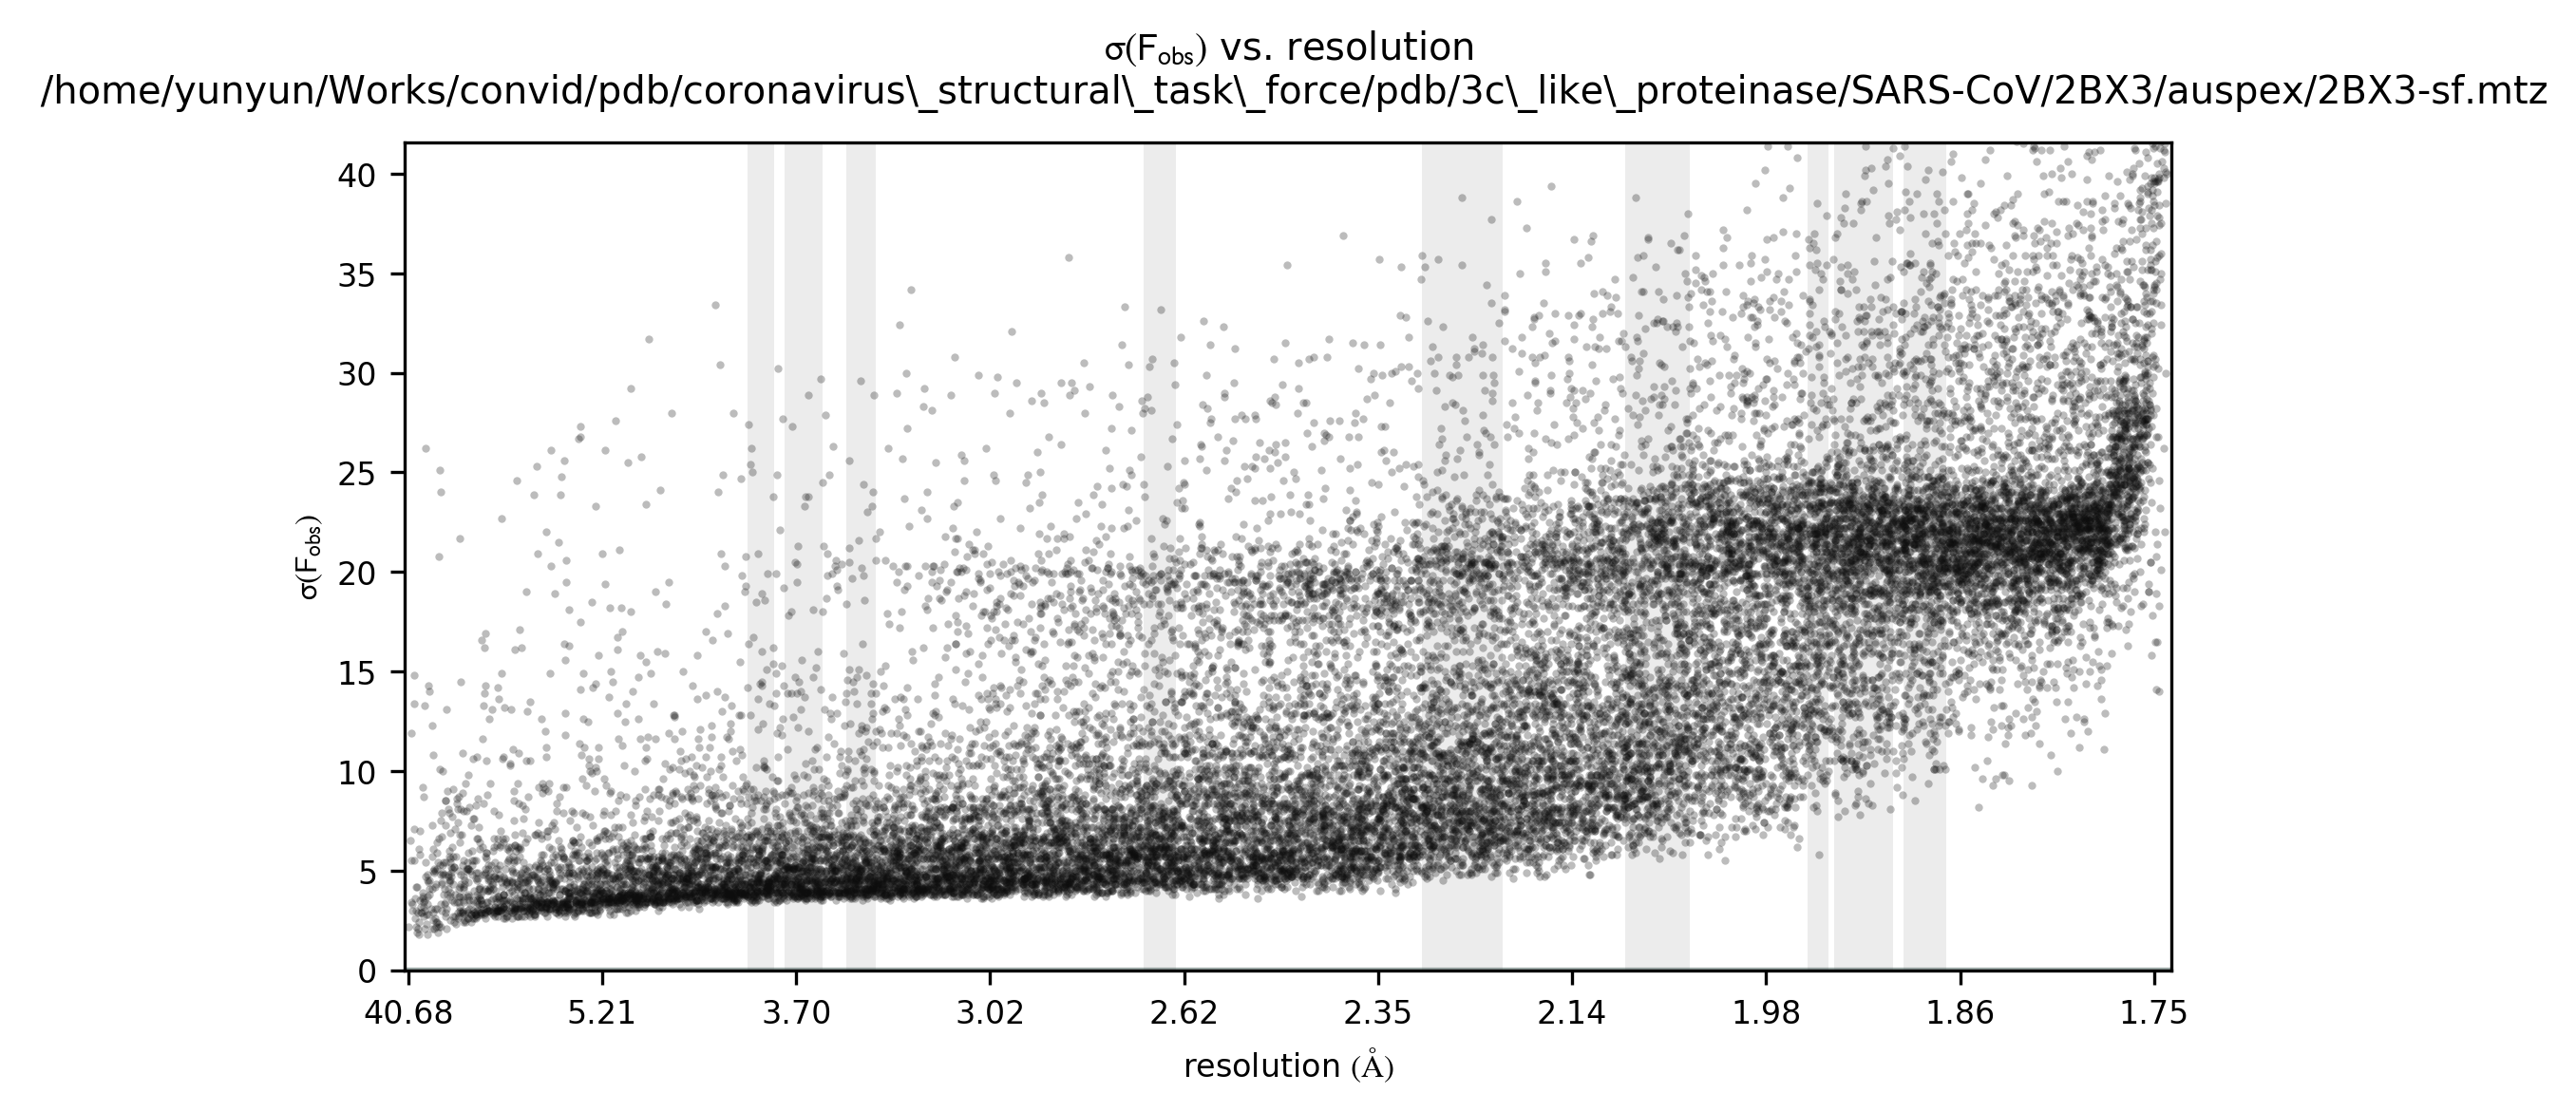 σ(Fobs) vs. resolution
/home/yunyun/Works/convid/pdb/coronavirus\_structural\_task\_force/pdb/3c\_like\_proteinase/SARS-CoV/2BX3/auspex/2BX3-sf.mtz
40
35
30
25
20
15
10
5
0
σ(Fobs)
40.68 5.21 3.70 3.02 2.62 2.35 2.14 1.98 1.86 1.75
resolution (Å)